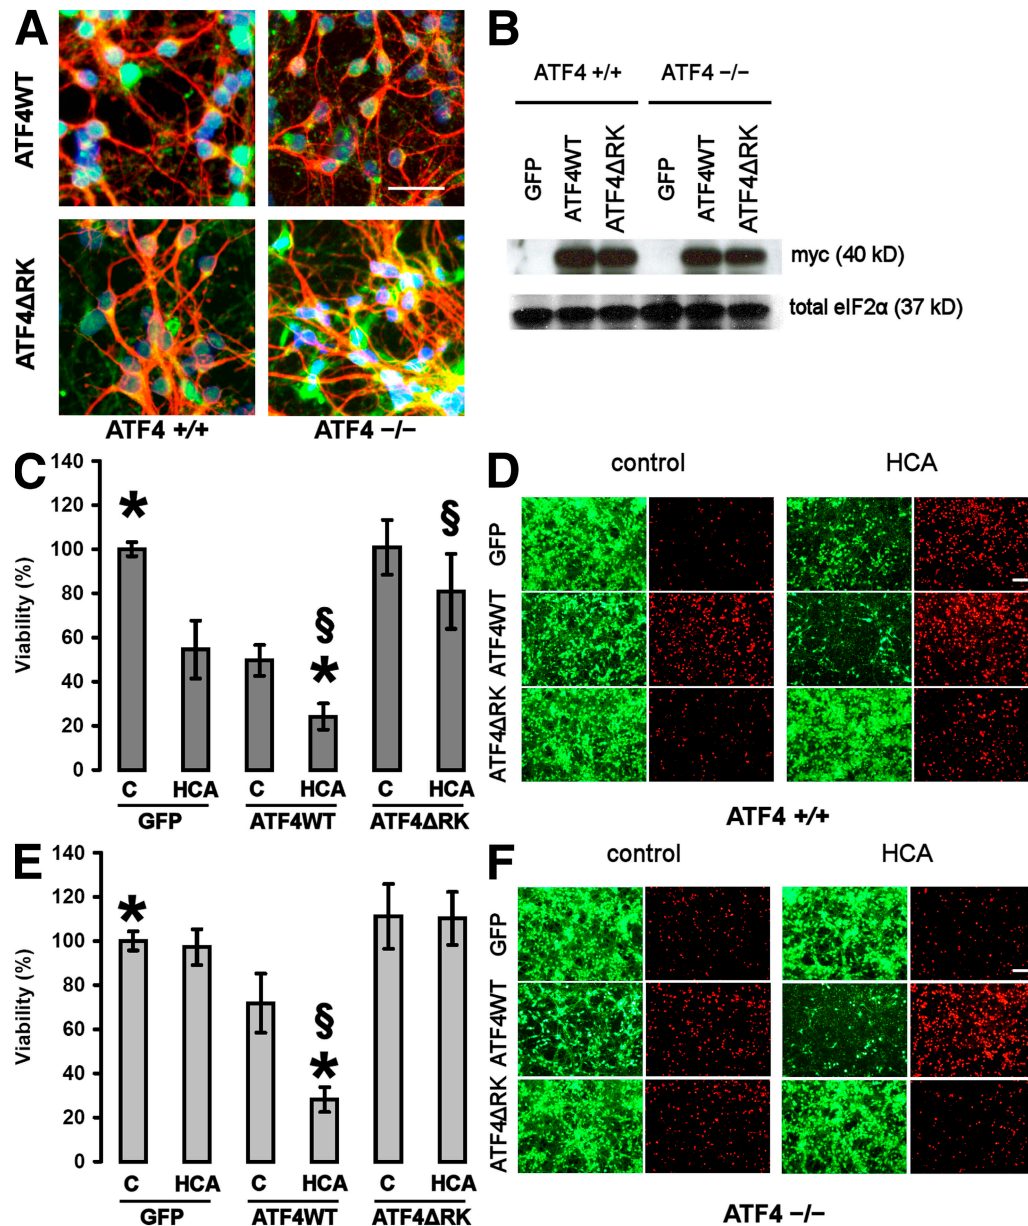 A
ATF4WT
ATF4ΔRK
ATF4 +/+
ATF4 −/−
B
ATF4 +/+
ATF4 −/−
GFP
ATF4WT
ATF4ΔRK
GFP
ATF4WT
ATF4ΔRK
myc (40 kD)
total eIF2α (37 kD)
C
Viability (%)
140
120
100
80
60
40
20
0
*
§
*
§
C
HCA
C
HCA
C
HCA
GFP
ATF4WT
ATF4ΔRK
D
control
HCA
GFP
ATF4WT
ATF4ΔRK
ATF4 +/+
E
Viability (%)
140
120
100
80
60
40
20
0
*
§
*
C
HCA
C
HCA
C
HCA
GFP
ATF4WT
ATF4ΔRK
F
control
HCA
GFP
ATF4WT
ATF4ΔRK
ATF4 −/−